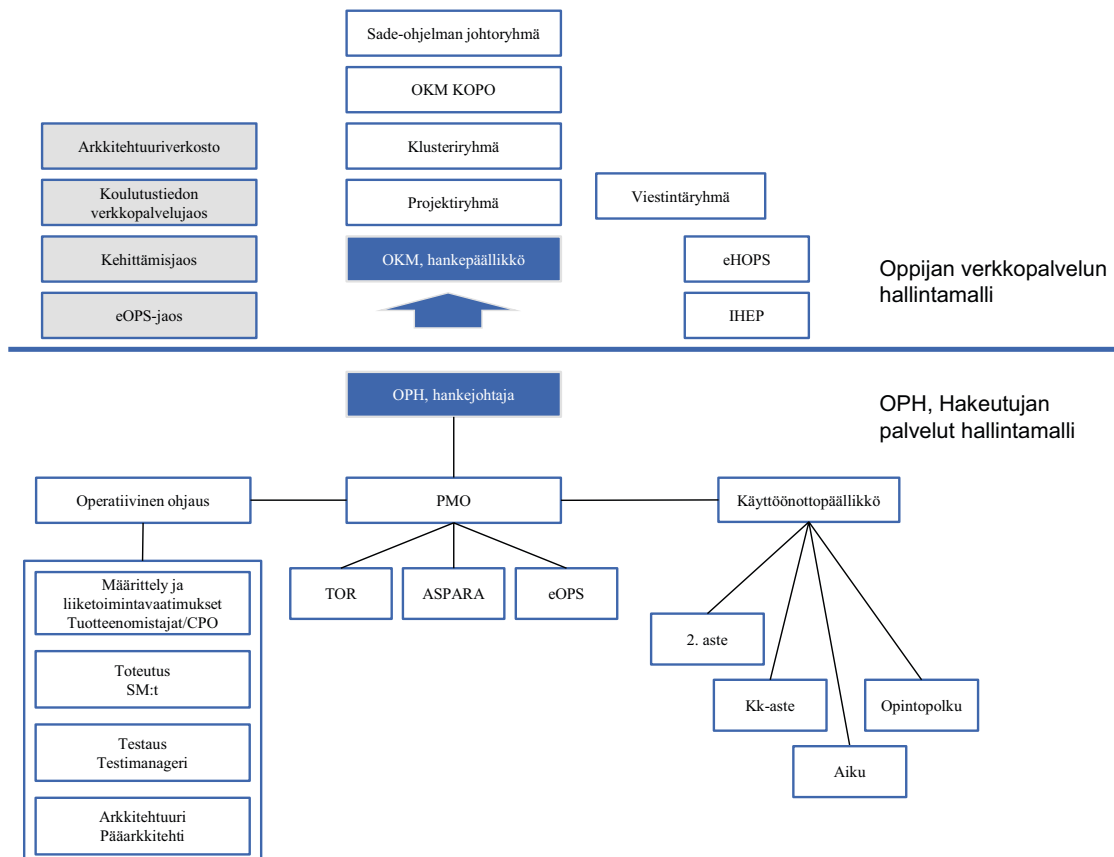 Sade-ohjelman johtoryhmä
OKM KOPO
Arkkitehtuuriverkosto
Klusteriryhmä
Koulutustiedon
verkkopalvelujaos
Projektiryhmä
Viestintäryhmä
Kehittämisjaos
OKM, hankepäällikkö
eHOPS
Oppijan verkkopalvelun
hallintamalli
eOPS-jaos
IHEP
OPH, hankejohtaja
OPH, Hakeutujan
palvelut hallintamalli
Operatiivinen ohjaus
PMO
Käyttöönottopäällikkö
Määrittely ja
liiketoimintavaatimukset
Tuotteenomistajat/CPO
TOR
ASPARA
eOPS
2. aste
Toteutus
SM:t
Kk-aste
Opintopolku
Testaus
Testimanageri
Aiku
Arkkitehtuuri
Pääarkkitehti